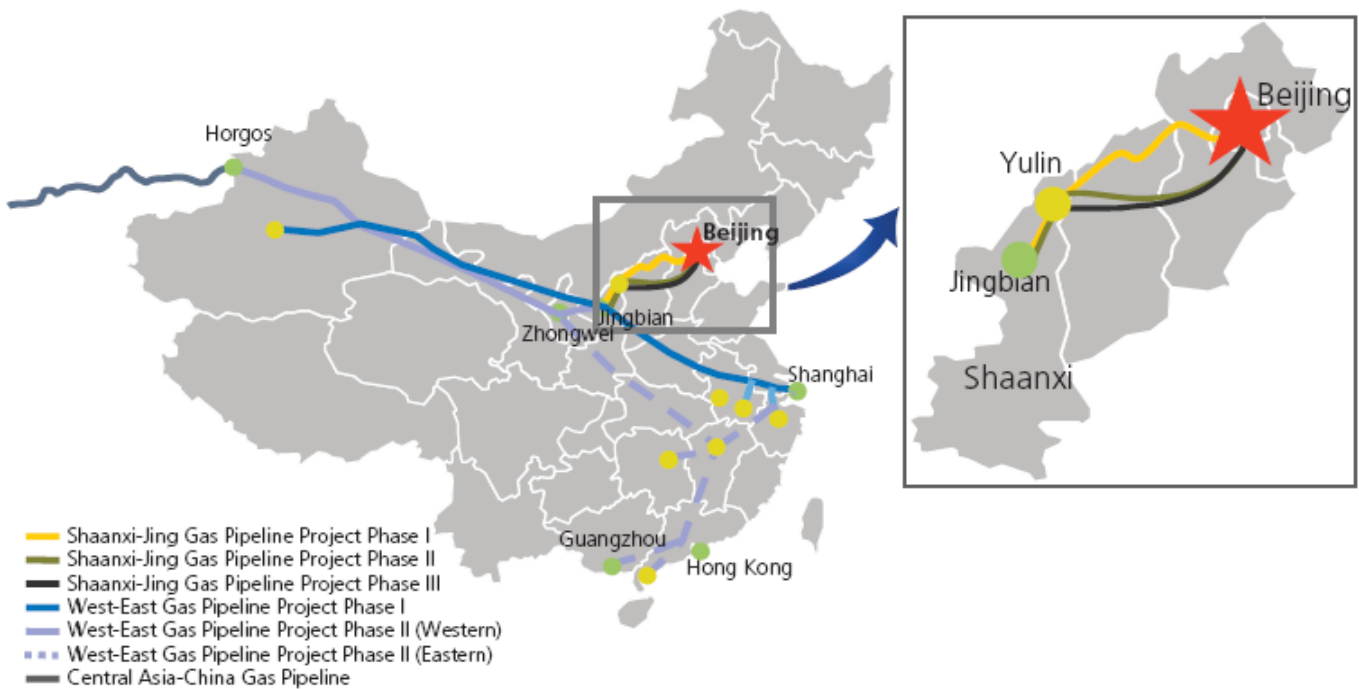 Horgos
Beijing
Jingbian
Zhongwei
Shanghai
Guangzhou
Hong Kong
Shaanxi-Jing Gas Pipeline Project Phase I
Shaanxi-Jing Gas Pipeline Project Phase II
Shaanxi-Jing Gas Pipeline Project Phase III
West-East Gas Pipeline Project Phase I
West-East Gas Pipeline Project Phase II (Western)
West-East Gas Pipeline Project Phase II (Eastern)
Central Asia-China Gas Pipeline
Beijing
Yulin
Jingbian
Shaanxi